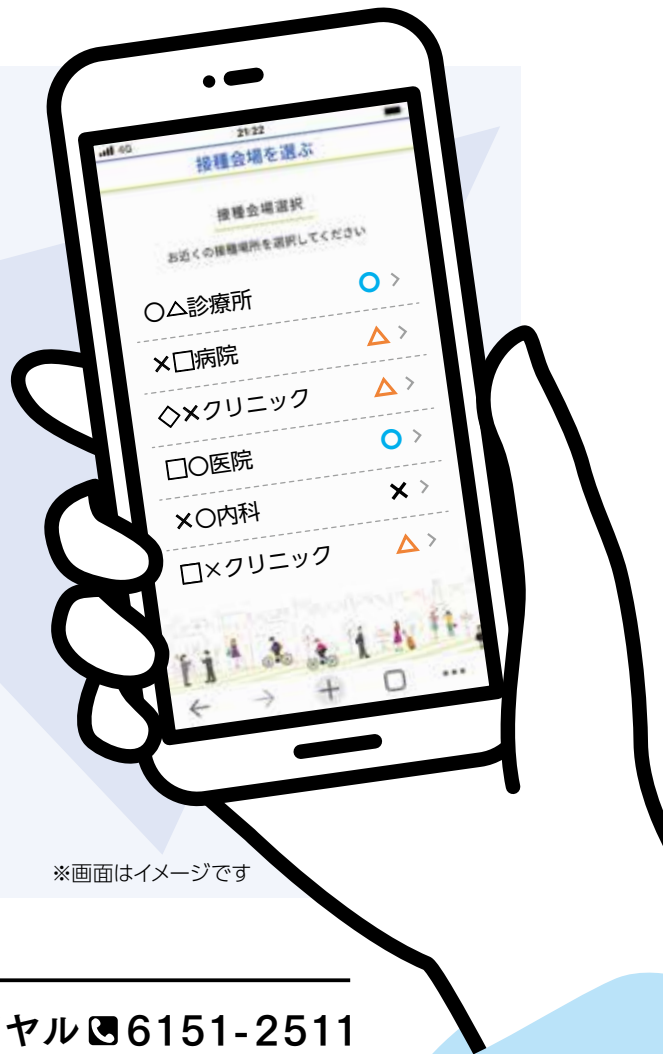 4G 21:22
接種会場を選ぶ
接種会場選択
お近くの接種場所を選択してください
○△診療所 ○ >
×□病院 △ >
◇×クリニック △ >
□○医院 ○ >
×○内科 × >
□×クリニック △ >
※画面はイメージです
ヤル 6151-2511